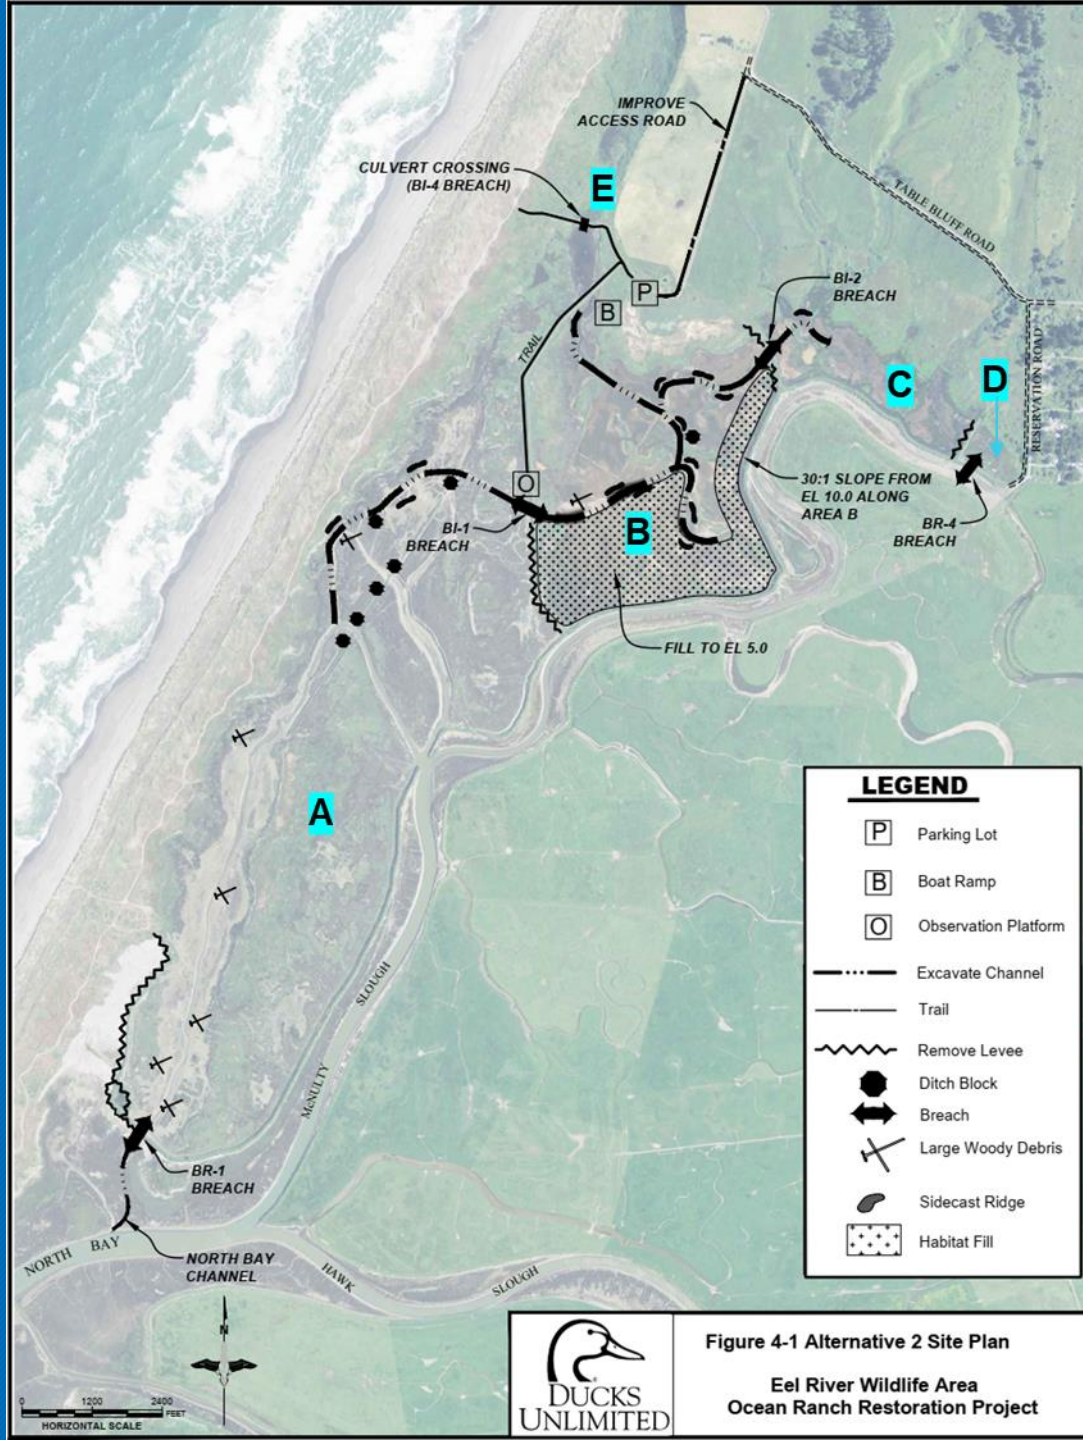 IMPROVE
ACCESS ROAD
CULVERT CROSSING
(BI-4 BREACH)
E
TABLE BLUFF ROAD
P
B
BI-2
BREACH
TRAIL
C
D
RESERVATION ROAD
O
BI-1
BREACH
B
30:1 SLOPE FROM
EL 10.0 ALONG
AREA B
BR-4
BREACH
FILL TO EL 5.0
A
McNULTY SLOUGH
BR-1
BREACH
NORTH BAY
NORTH BAY
CHANNEL
HAWK SLOUGH
LEGEND
P Parking Lot
B Boat Ramp
O Observation Platform
Excavate Channel
Trail
Remove Levee
Ditch Block
Breach
Large Woody Debris
Sidecast Ridge
Habitat Fill
N
0 1200 2400
FEET
HORIZONTAL SCALE
DUCKS
UNLIMITED
Figure 4-1 Alternative 2 Site Plan
Eel River Wildlife Area
Ocean Ranch Restoration Project